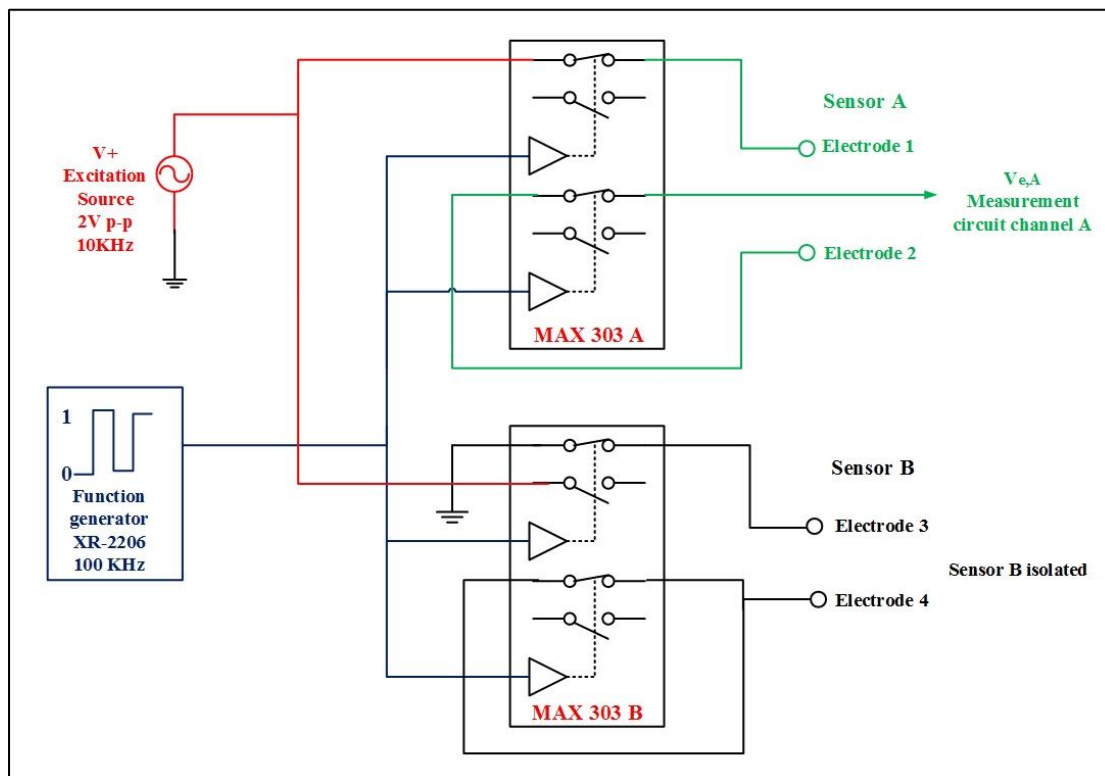 V+
Excitation
Source
2V p-p
10KHz
Sensor A
Electrode 1
Ve,A
Measurement
circuit channel A
Electrode 2
MAX 303 A
1
0
Function
generator
XR-2206
100 KHz
Sensor B
Electrode 3
Sensor B isolated
Electrode 4
MAX 303 B